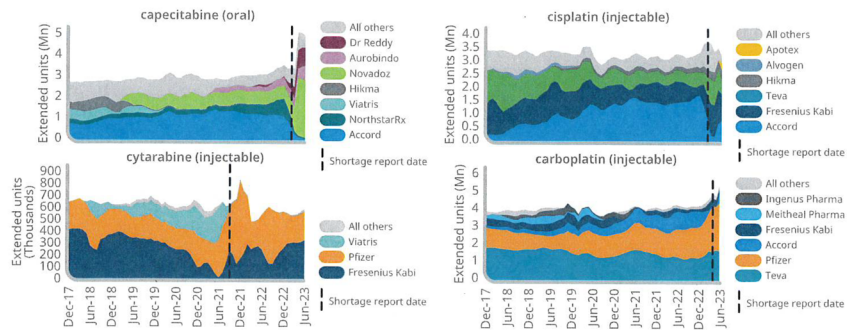 capecitabine (oral)
Extended units (Mn)
5
4
3
2
1
0
All others
Dr Reddy
Aurobindo
Novadoz
Hikma
Viatris
NorthstarRx
Accord
Shortage report date
cisplatin (injectable)
Extended units (Mn)
4.0
3.5
3.0
2.5
2.0
1.5
1.0
0.5
0.0
All others
Apotex
Alvogen
Hikma
Teva
Fresenius Kabi
Accord
Shortage report date
cytarabine (injectable)
Extended units
(Thousands)
900
800
700
600
500
400
300
200
100
0
Dec-17
Jun-18
Dec-18
Jun-19
Dec-19
Jun-20
Dec-20
Jun-21
Dec-21
Jun-22
Dec-22
Jun-23
All others
Viatris
Pfizer
Fresenius Kabi
Shortage report date
carboplatin (injectable)
Extended units (Mn)
6
5
4
3
2
1
0
Dec-17
Jun-18
Dec-18
Jun-19
Dec-19
Jun-20
Dec-20
Jun-21
Dec-21
Jun-22
Dec-22
Jun-23
All others
Ingenus Pharma
Meitheal Pharma
Fresenius Kabi
Accord
Pfizer
Teva
Shortage report date